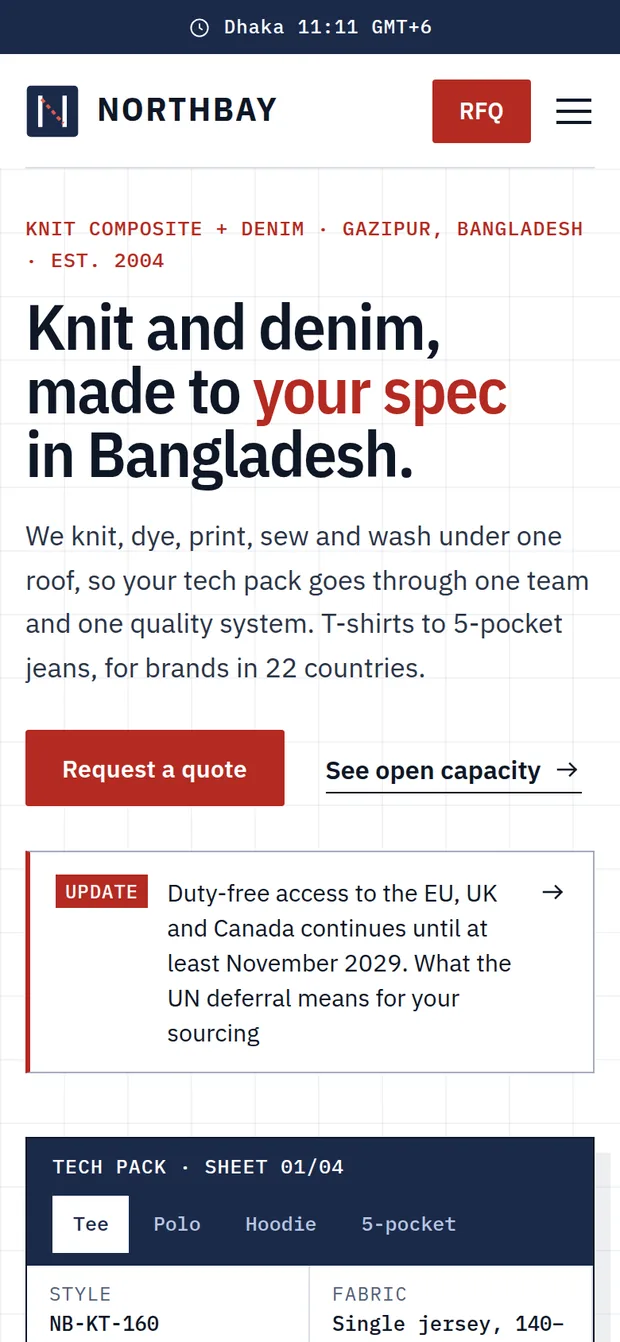 Dhaka 11:11 GMT+6
NORTHBAY
RFQ
KNIT COMPOSITE + DENIM · GAZIPUR, BANGLADESH
· EST. 2004
Knit and denim,
made to your spec
in Bangladesh.
We knit, dye, print, sew and wash under one
roof, so your tech pack goes through one team
and one quality system. T-shirts to 5-pocket
jeans, for brands in 22 countries.
Request a quote
See open capacity →
UPDATE
Duty-free access to the EU, UK →
and Canada continues until at
least November 2029. What the
UN deferral means for your
sourcing
TECH PACK · SHEET 01/04
Tee Polo Hoodie 5-pocket
STYLE
NB-KT-160
FABRIC
Single jersey, 140–